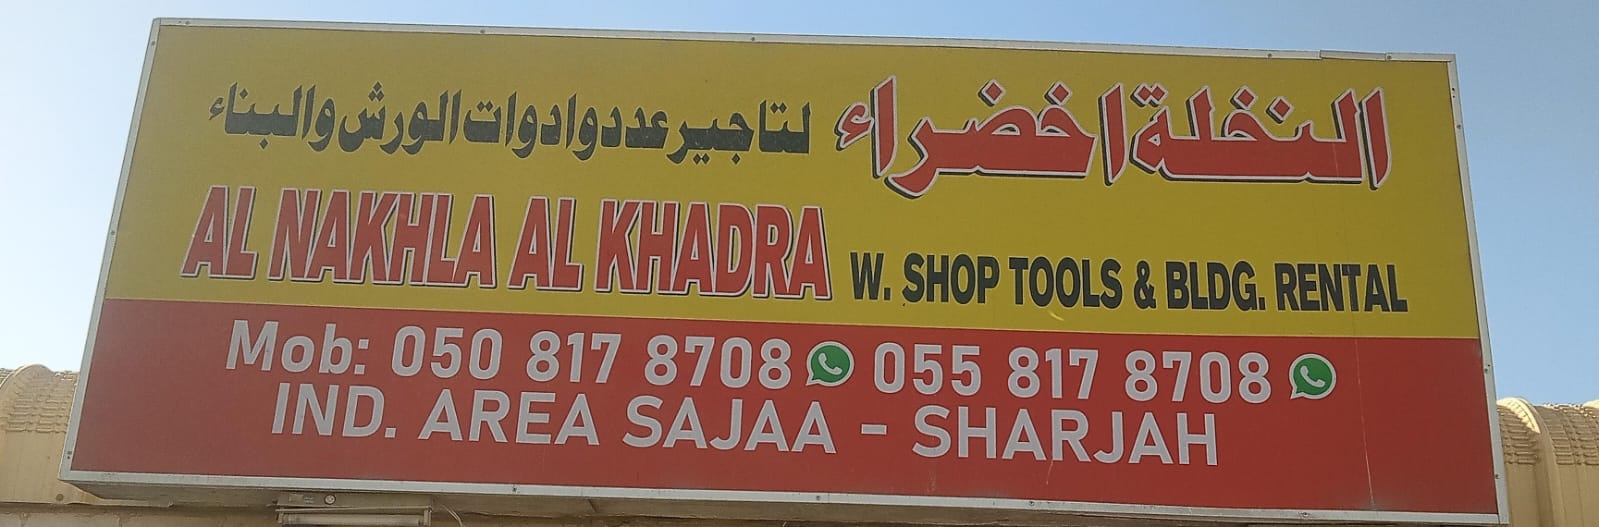 النخلة اخضراء لتاجير عدد وادوات الورش والبناء
AL NAKHLA AL KHADRA W. SHOP TOOLS & BLDG. RENTAL
Mob: 050 817 8708 055 817 8708
IND. AREA SAJAA - SHARJAH